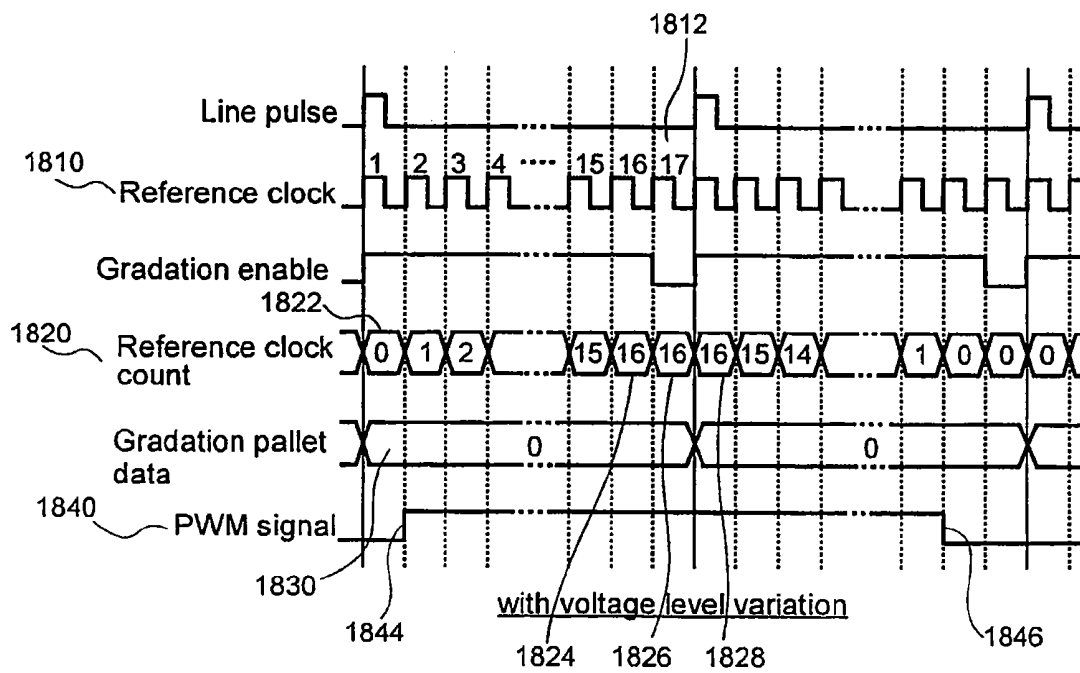 1812
Line pulse
1 2 3 4 ···· 15 16 17
1810
Reference clock
Gradation enable
1822
1820
Reference clock
count
0 1 2 15 16 16 16 15 14 1 0 0 0
Gradation pallet
data
0 0
1840
PWM signal
1830
with voltage level variation
1844
1824
1826
1828
1846